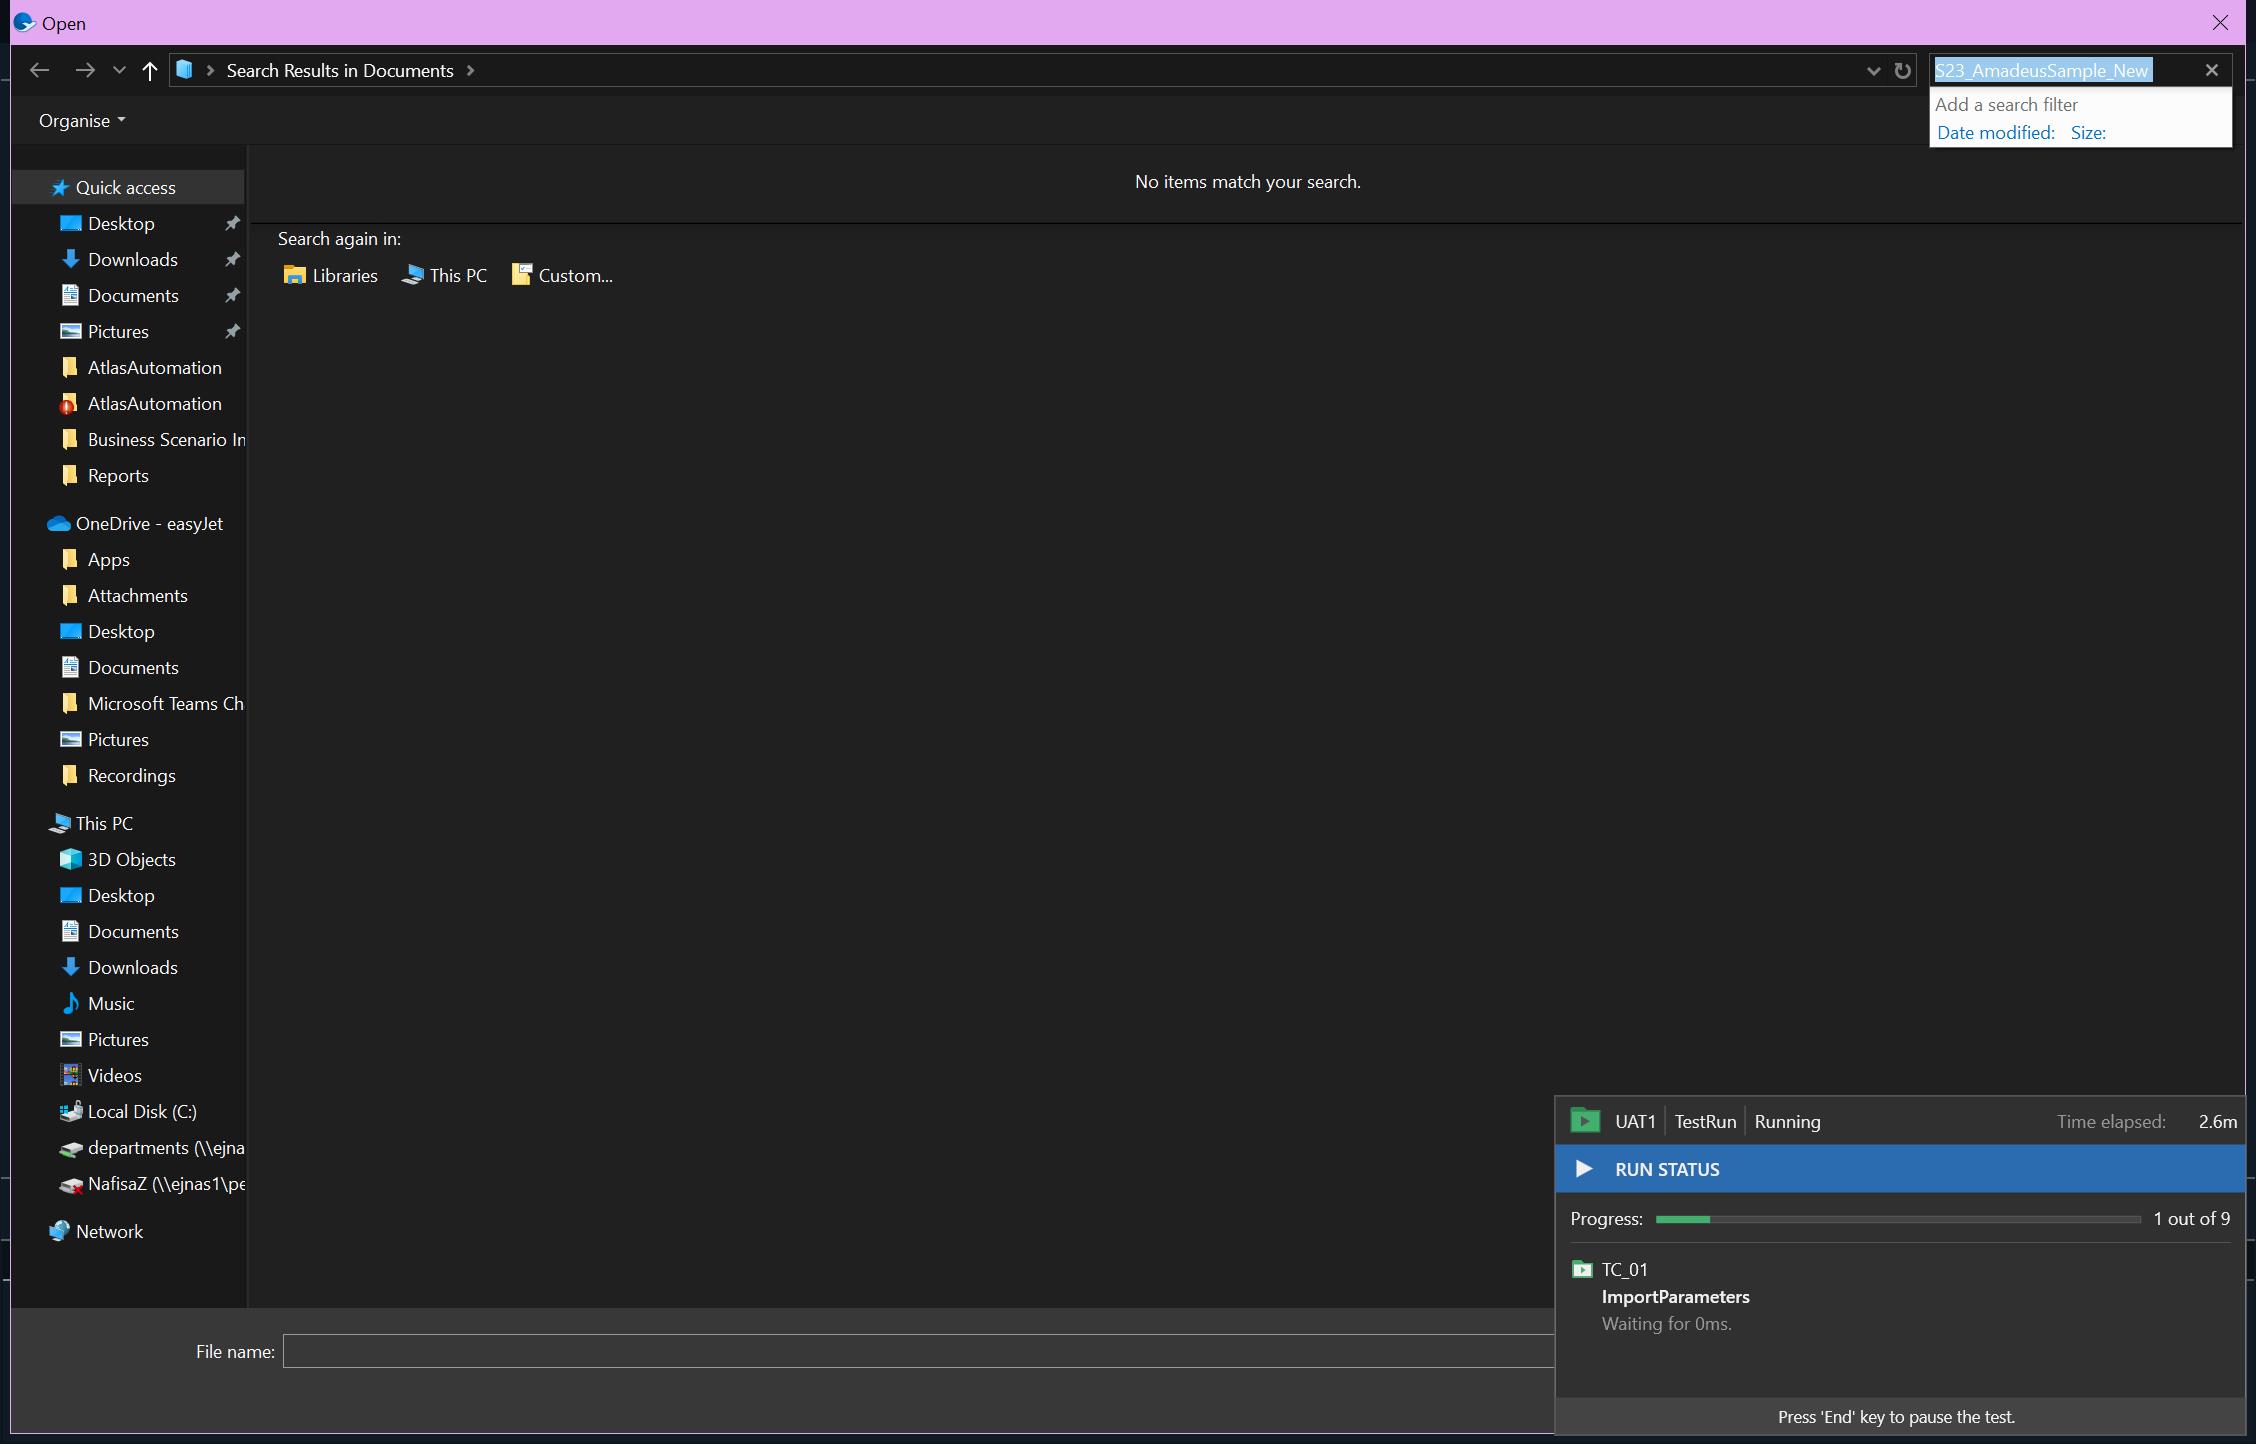 Open
Search Results in Documents
S23_AmadeusSample_New
Organise
Add a search filter
Date modified: Size:
No items match your search.
Search again in:
Libraries This PC Custom...
Quick access
Desktop
Downloads
Documents
Pictures
AtlasAutomation
AtlasAutomation
Business Scenario In
Reports
OneDrive - easyJet
Apps
Attachments
Desktop
Documents
Microsoft Teams Ch
Pictures
Recordings
This PC
3D Objects
Desktop
Documents
Downloads
Music
Pictures
Videos
Local Disk (C:)
departments (\\ejna
NafisaZ (\\ejnas1\pe
Network
File name:
UAT1 TestRun Running Time elapsed: 2.6m
RUN STATUS
Progress: 1 out of 9
TC_01
ImportParameters
Waiting for 0ms.
Press 'End' key to pause the test.